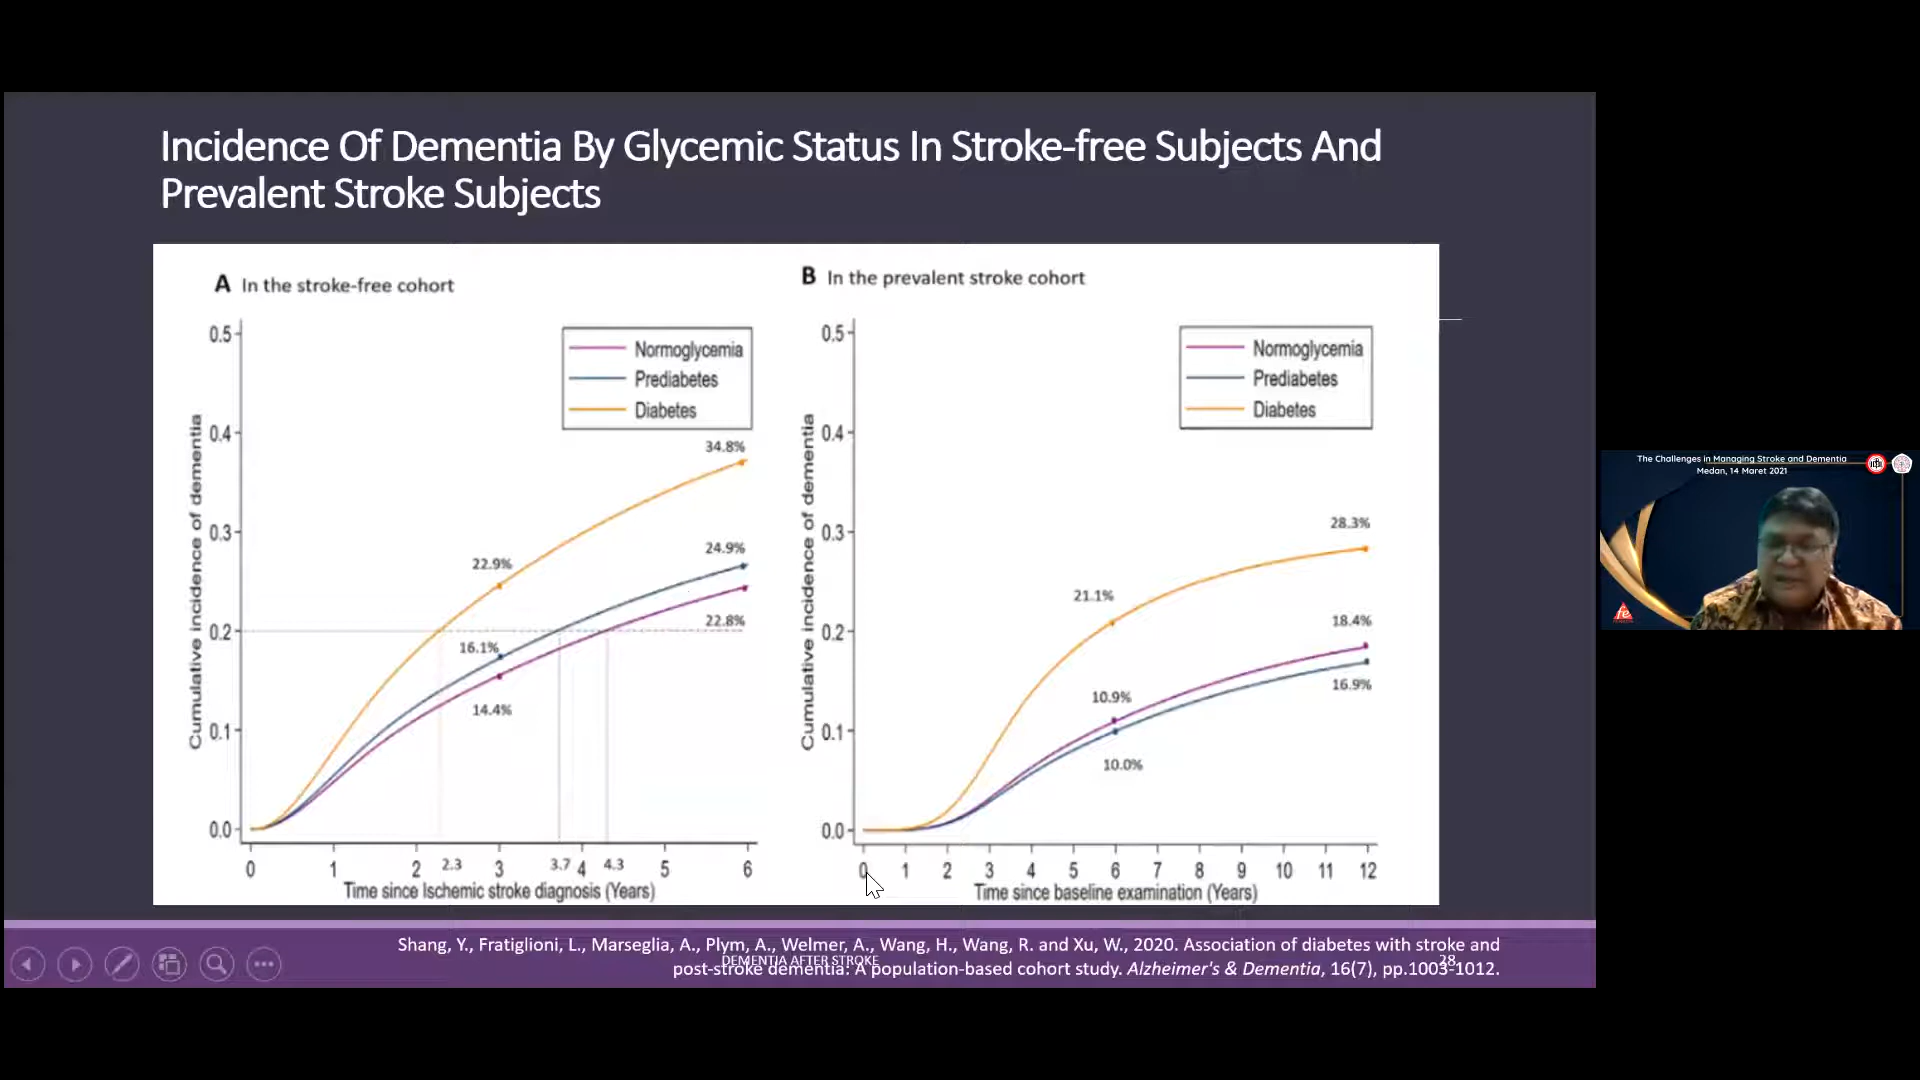 Incidence Of Dementia By Glycemic Status In Stroke-free Subjects And
Prevalent Stroke Subjects
A In the stroke-free cohort
Cumulative incidence of dementia
0.5
0.4
0.3
0.2
0.1
0.0
Normoglycemia
Prediabetes
Diabetes
34.8%
24.9%
22.9%
22.8%
16.1%
14.4%
0 1 2 2.3 3 3.7 4 4.3 5 6
Time since Ischemic stroke diagnosis (Years)
B In the prevalent stroke cohort
Cumulative incidence of dementia
0.5
0.4
0.3
0.2
0.1
0.0
Normoglycemia
Prediabetes
Diabetes
28.3%
21.1%
18.4%
16.9%
10.9%
10.0%
0 1 2 3 4 5 6 7 8 9 10 11 12
Time since baseline examination (Years)
Shang, Y., Fratiglioni, L., Marseglia, A., Plym, A., Welmer, A., Wang, H., Wang, R. and Xu, W., 2020. Association of diabetes with stroke and
post-stroke dementia: A population-based cohort study. Alzheimer's & Dementia, 16(7), pp.1003-1012.
DEMENTIA AFTER STROKE
28
The Challenges in Managing Stroke and Dementia
Medan, 14 Maret 2021